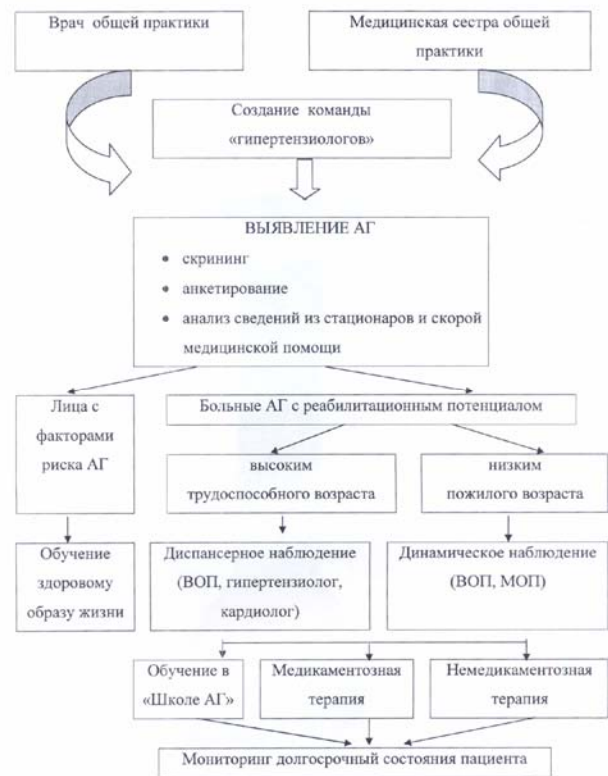 Врач общей практики
Медицинская сестра общей
практики
Создание команды
«гипертензиологов»
ВЫЯВЛЕНИЕ АГ
• скрининг
• анкетирование
• анализ сведений из стационаров и скорой
медицинской помощи
Лица с
факторами
риска АГ
Больные АГ с реабилитационным потенциалом
высоким
трудоспособного возраста
низким
пожилого возраста
Обучение
здоровому
образу жизни
Диспансерное наблюдение
(ВОП, гипертензиолог,
кардиолог)
Динамическое наблюдение
(ВОП, МОП)
Обучение в
«Школе АГ»
Медикаментозная
терапия
Немедикаментозная
терапия
Мониторинг долгосрочный состояния пациента